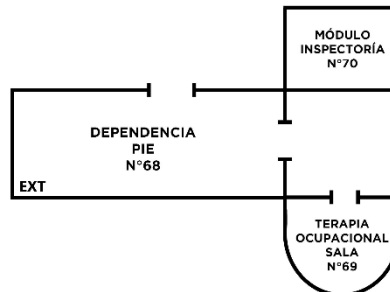 MÓDULO
INSPECTORÍA
N°70
DEPENDENCIA
PIE
N°68
EXT
TERAPIA
OCUPACIONAL
SALA
N°69